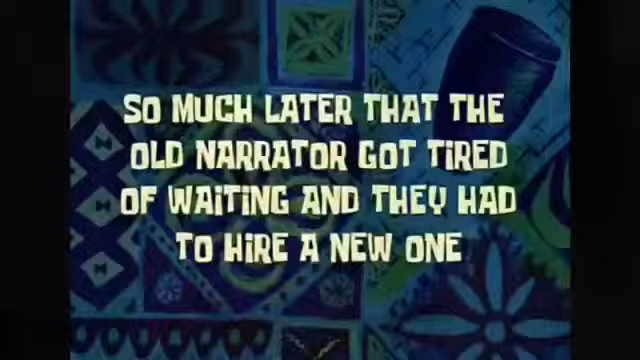 SO MUCH LATER THAT THE
OLD NARRATOR GOT TIRED
OF WAITING AND THEY HAD
TO HIRE A NEW ONE